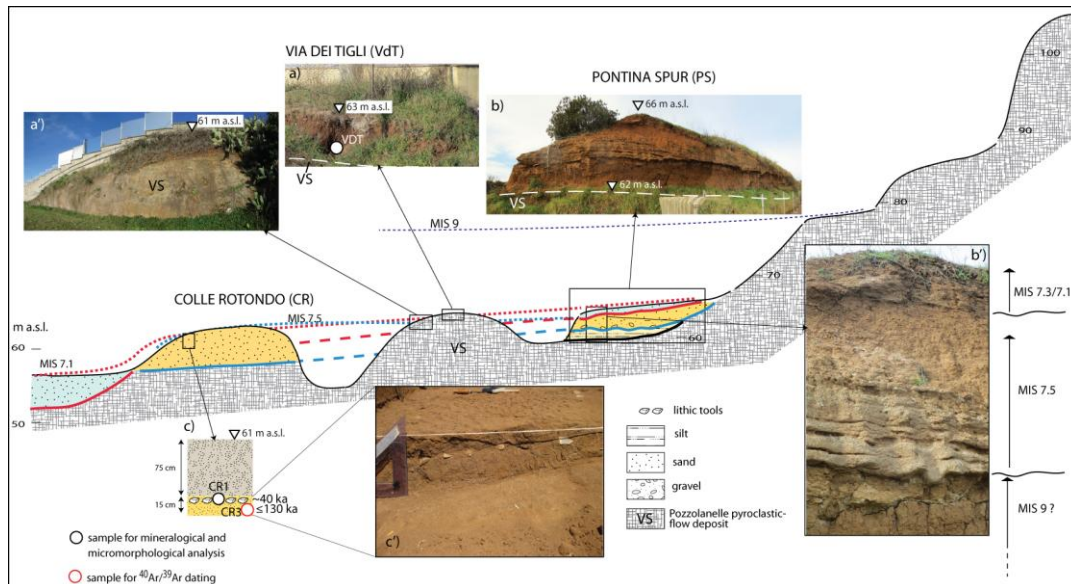 VIA DEI TIGLI (VdT)
a)
63 m a.s.l.
VDT
VS
PONTINA SPUR (PS)
b)
66 m a.s.l.
62 m a.s.l.
VS
a')
61 m a.s.l.
VS
100
90
80
70
60
MIS 9
b')
MIS 7.3/7.1
MIS 7.5
MIS 9 ?
COLLE ROTONDO (CR)
m a.s.l.
60
50
MIS 7.5
MIS 7.1
VS
c)
61 m a.s.l.
75 cm
15 cm
CR1
~40 ka
CR3
≤130 ka
c')
lithic tools
silt
sand
gravel
VS
Pozzolanelle pyroclastic-
flow deposit
sample for mineralogical and
micromorphological analysis
sample for ⁴⁰Ar/³⁹Ar dating